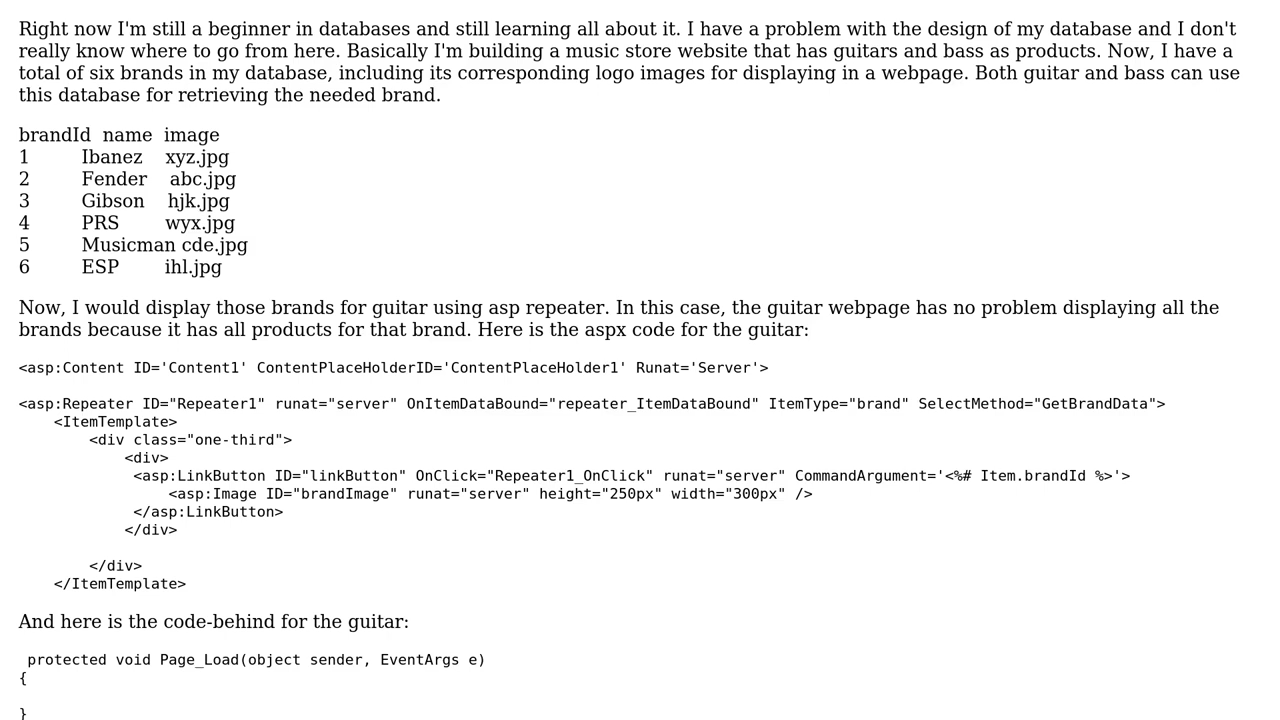 Right now I'm still a beginner in databases and still learning all about it. I have a problem with the design of my database and I don't
really know where to go from here. Basically I'm building a music store website that has guitars and bass as products. Now, I have a
total of six brands in my database, including its corresponding logo images for displaying in a webpage. Both guitar and bass can use
this database for retrieving the needed brand.
brandId name image
1 Ibanez xyz.jpg
2 Fender abc.jpg
3 Gibson hjk.jpg
4 PRS wyx.jpg
5 Musicman cde.jpg
6 ESP ihl.jpg
Now, I would display those brands for guitar using asp repeater. In this case, the guitar webpage has no problem displaying all the
brands because it has all products for that brand. Here is the aspx code for the guitar:
<asp:Content ID='Content1' ContentPlaceHolderID='ContentPlaceHolder1' Runat='Server'>
<asp:Repeater ID="Repeater1" runat="server" OnItemDataBound="repeater_ItemDataBound" ItemType="brand" SelectMethod="GetBrandData">
<ItemTemplate>
<div class="one-third">
<div>
<asp:LinkButton ID="linkButton" OnClick="Repeater1_OnClick" runat="server" CommandArgument='<%# Item.brandId %>'>
<asp:Image ID="brandImage" runat="server" height="250px" width="300px" />
</asp:LinkButton>
</div>
</div>
</ItemTemplate>
And here is the code-behind for the guitar:
protected void Page_Load(object sender, EventArgs e)
{
}